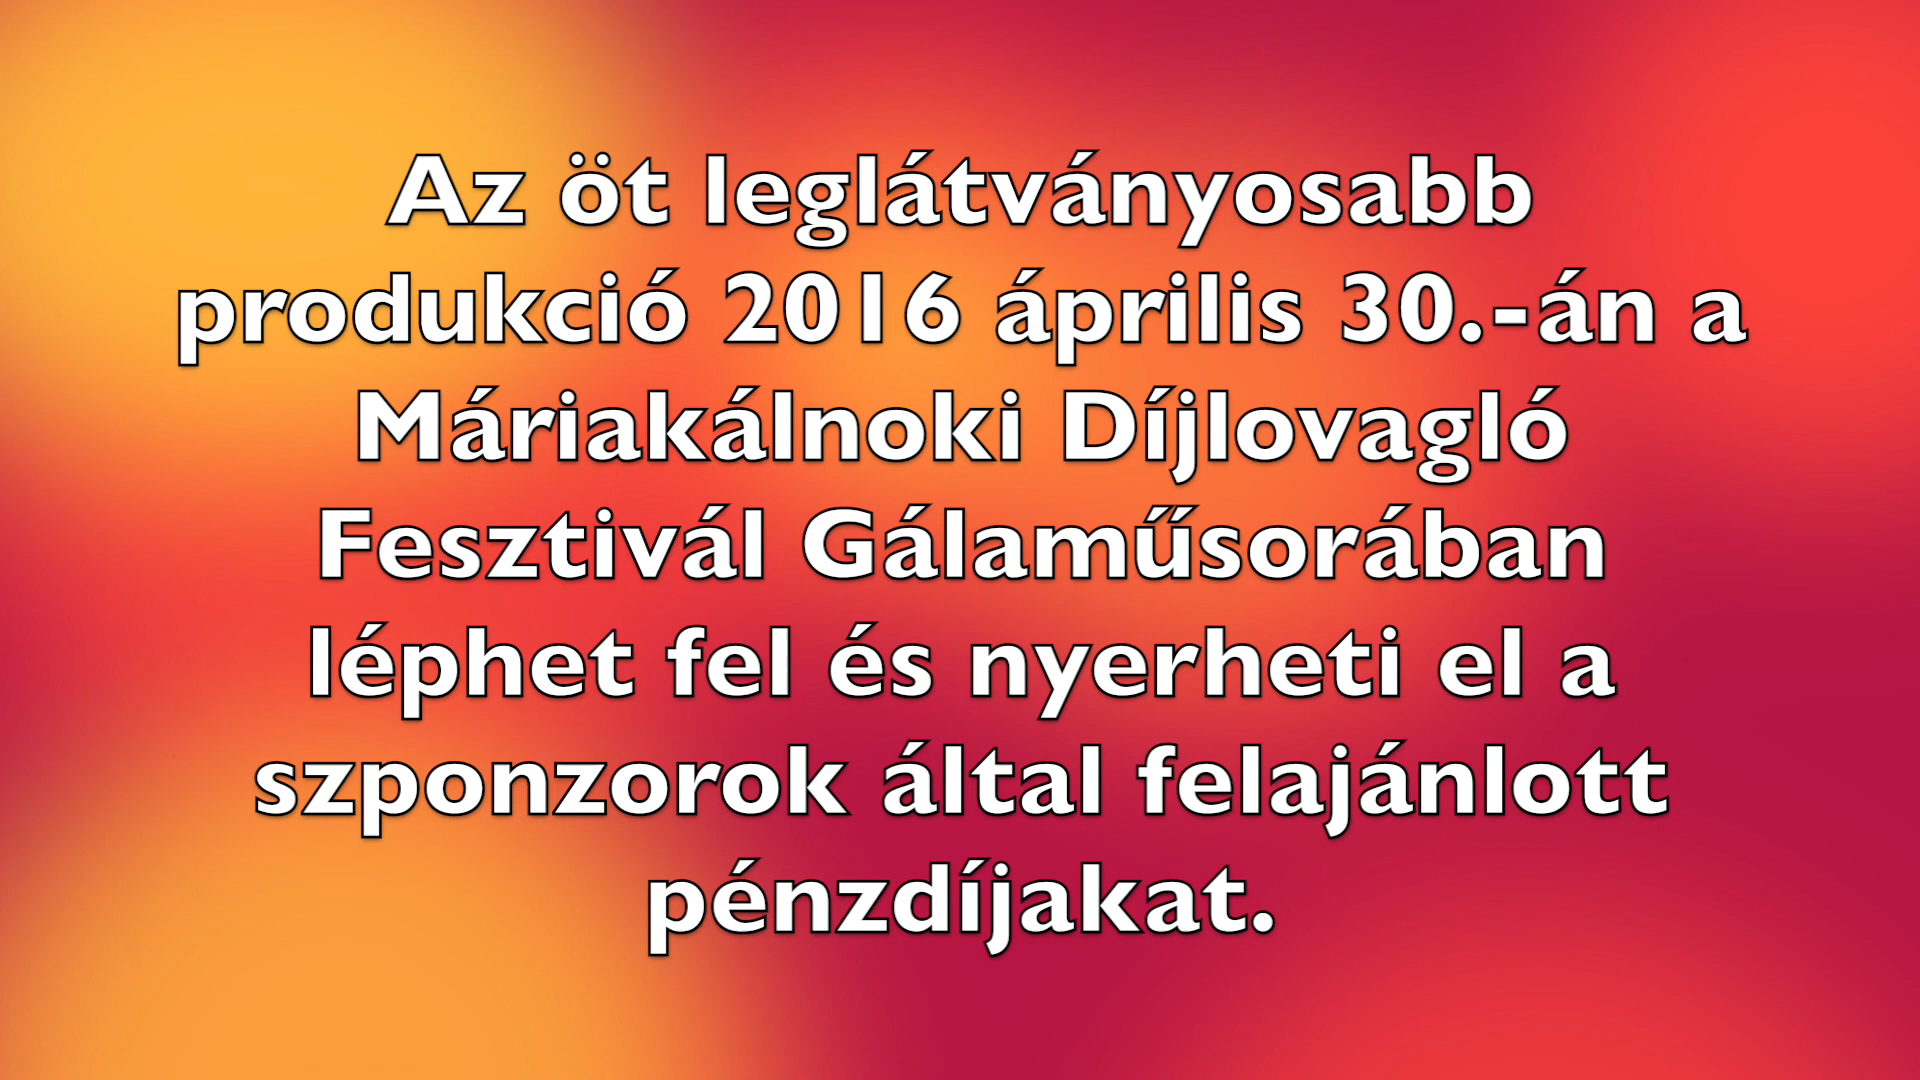 Az öt leglátványosabb
produkció 2016 április 30.-án a
Máriakálnoki Díjlovagló
Fesztivál Gálaműsorában
léphet fel és nyerheti el a
szponzorok által felajánlott
pénzdíjakat.